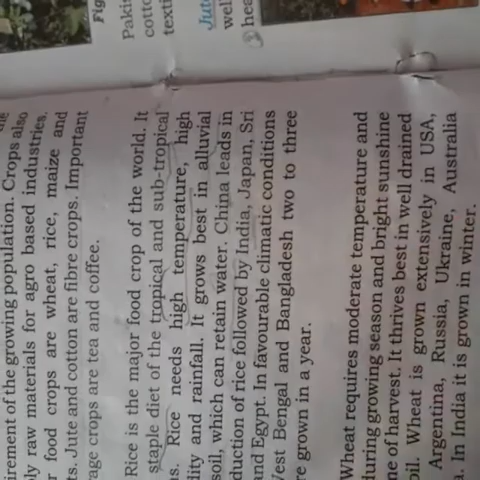 Fig
Pakis
cotto
texti
Jute
well
hea
irement of the growing population. Crops also
ly raw materials for agro based industries.
r food crops are wheat, rice, maize and
ts. Jute and cotton are fibre crops. Important
rage crops are tea and coffee.
Rice is the major food crop of the world. It
staple diet of the tropical and sub-tropical
s. Rice needs high temperature, high
dity and rainfall. It grows best in alluvial
soil, which can retain water. China leads in
duction of rice followed by India, Japan, Sri
and Egypt. In favourable climatic conditions
West Bengal and Bangladesh two to three
re grown in a year.
Wheat requires moderate temperature and
during growing season and bright sunshine
me of harvest. It thrives best in well drained
oil. Wheat is grown extensively in USA,
Argentina, Russia, Ukraine, Australia
a. In India it is grown in winter.